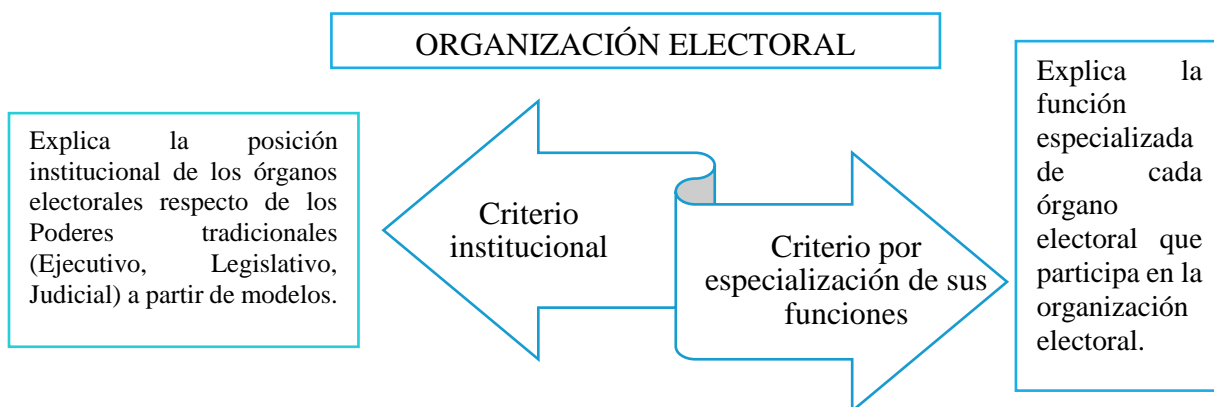 ORGANIZACIÓN ELECTORAL
Explica la posición
institucional de los órganos
electorales respecto de los
Poderes tradicionales
(Ejecutivo, Legislativo,
Judicial) a partir de modelos.
Criterio
institucional
Criterio por
especialización de sus
funciones
Explica la
función
especializada
de cada
órgano
electoral que
participa en la
organización
electoral.